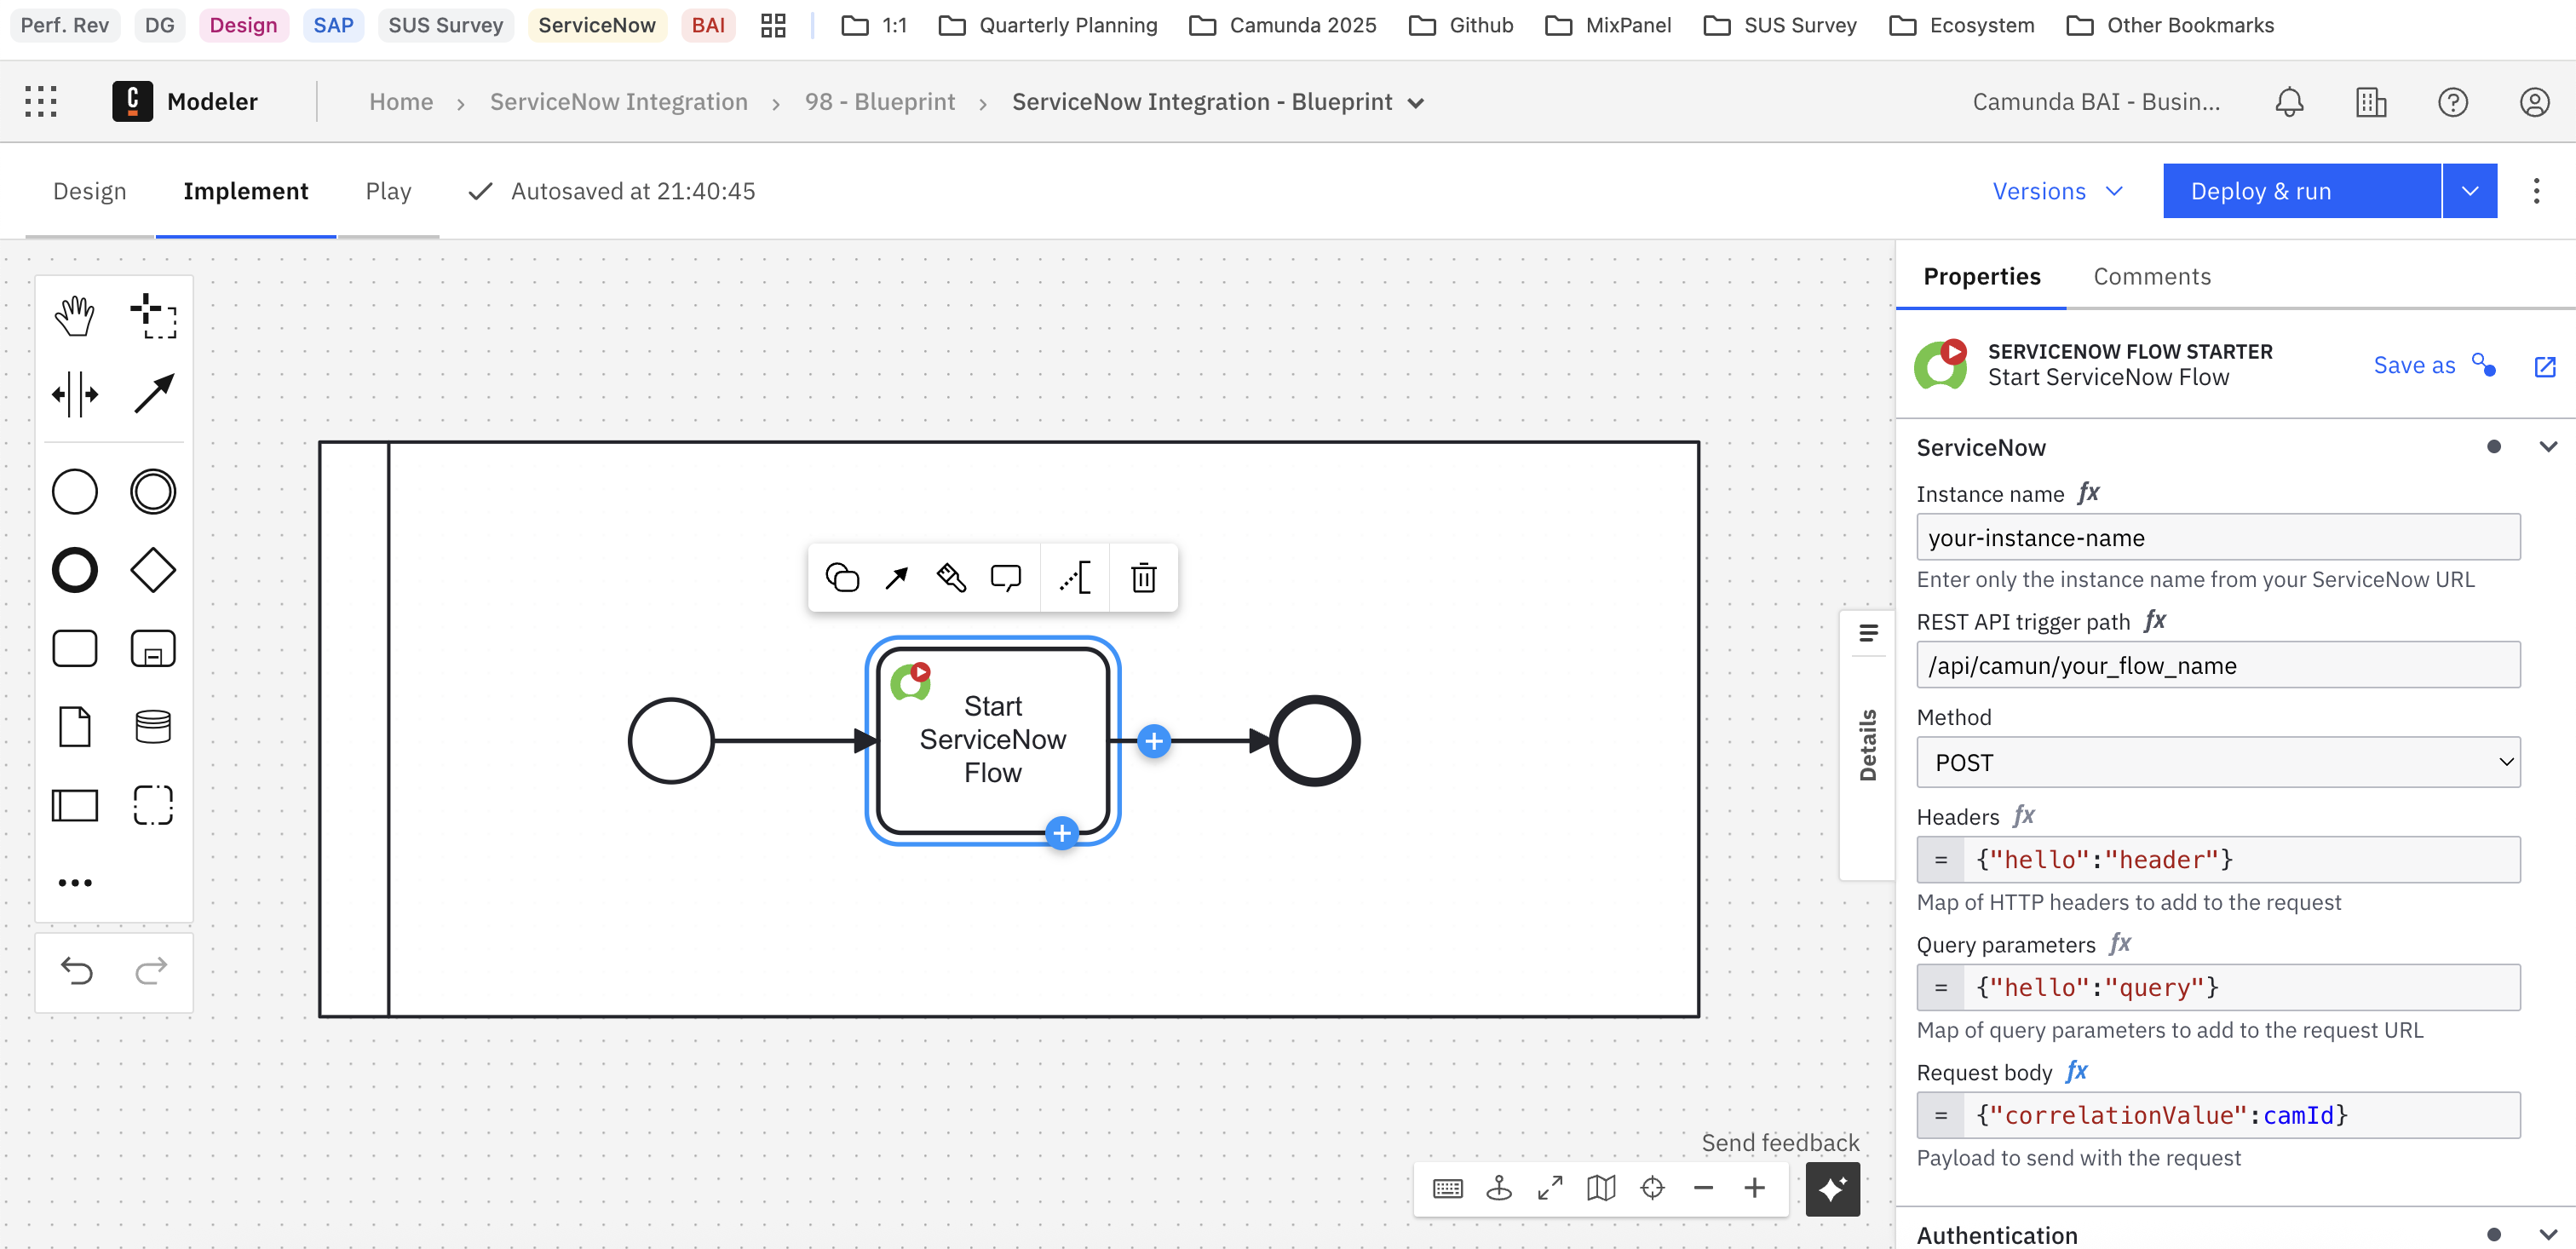 Perf. Rev DG Design SAP SUS Survey ServiceNow BAI 1:1 Quarterly Planning Camunda 2025 Github MixPanel SUS Survey Ecosystem Other Bookmarks
C Modeler Home > ServiceNow Integration > 98 - Blueprint > ServiceNow Integration - Blueprint Camunda BAI - Busin...
Design Implement Play Autosaved at 21:40:45 Versions Deploy & run
Properties Comments
SERVICENOW FLOW STARTER
Start ServiceNow Flow
Save as
ServiceNow
Instance name fx
your-instance-name
Enter only the instance name from your ServiceNow URL
REST API trigger path fx
/api/camun/your_flow_name
Method
POST
Headers fx
= {"hello":"header"}
Map of HTTP headers to add to the request
Query parameters fx
= {"hello":"query"}
Map of query parameters to add to the request URL
Request body fx
= {"correlationValue":camId}
Payload to send with the request
Authentication
Start
ServiceNow
Flow
Details
Send feedback